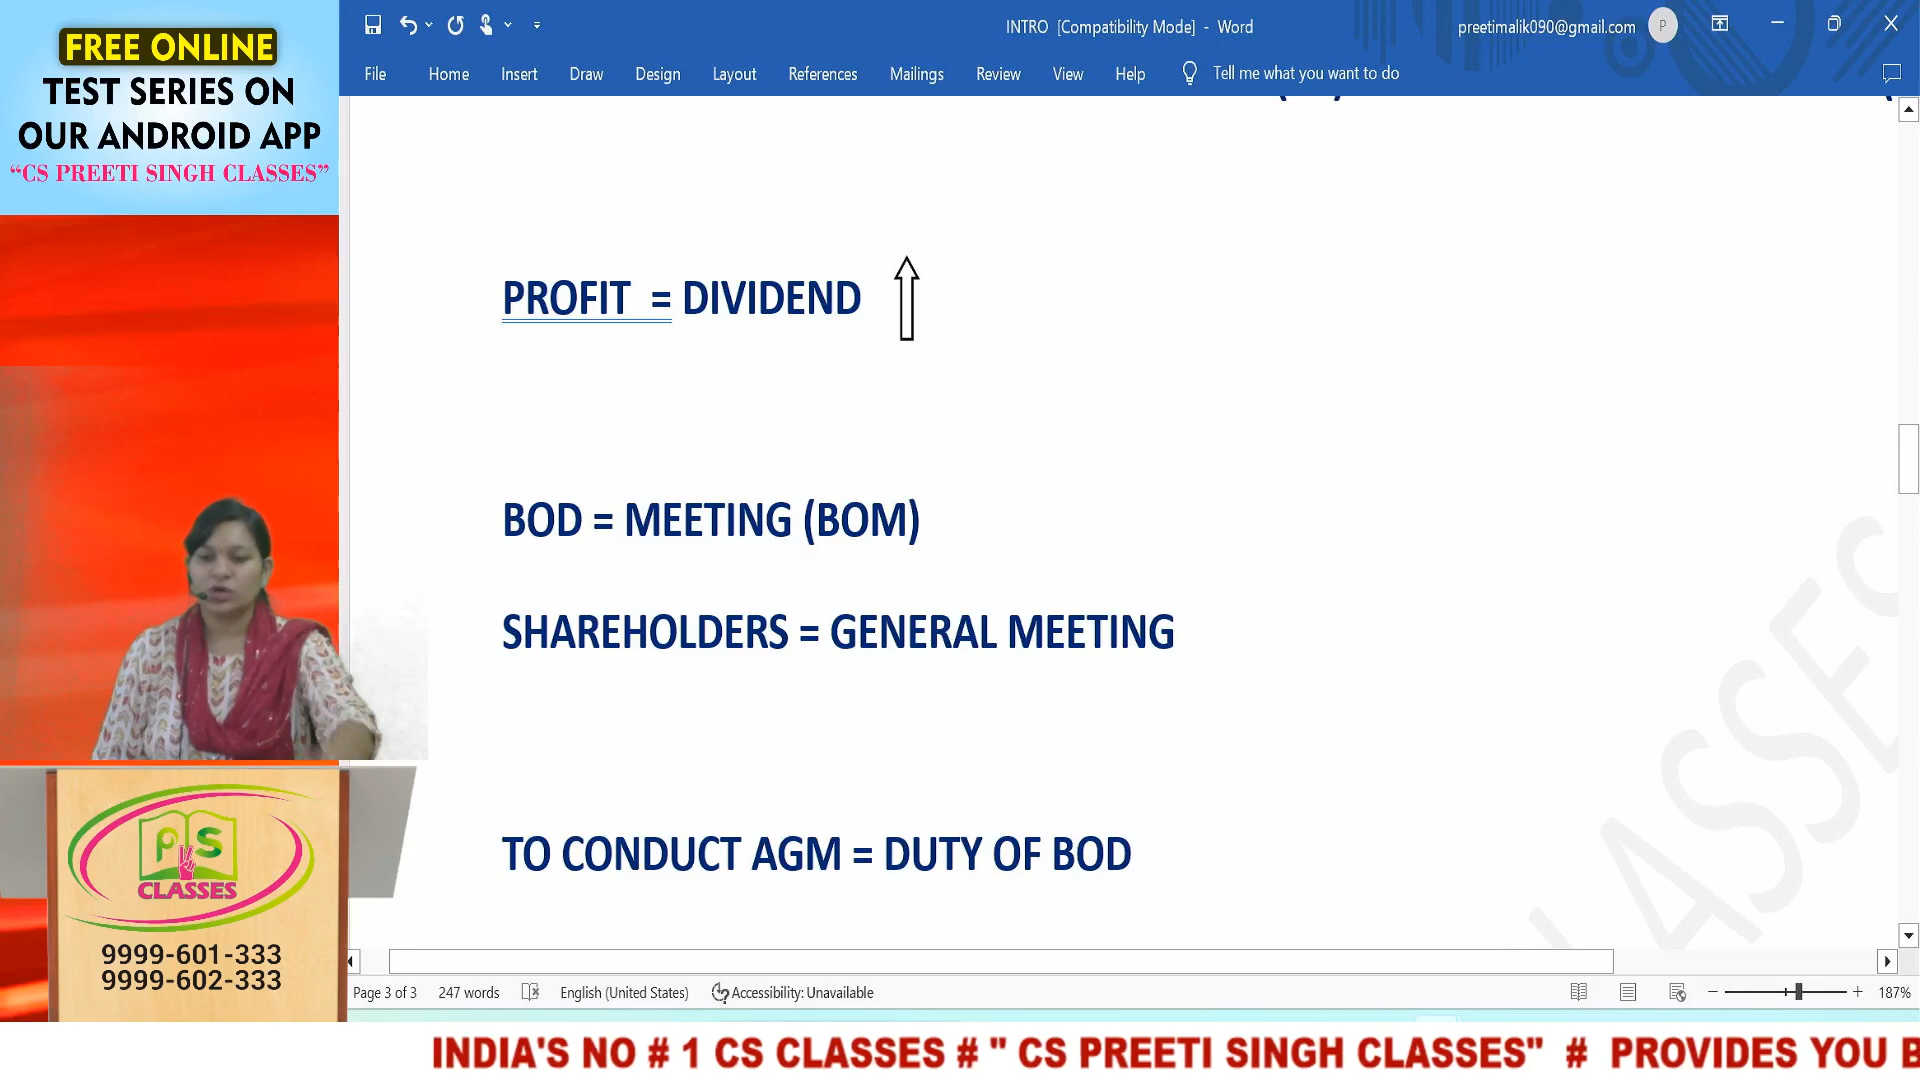 FREE ONLINE
TEST SERIES ON
OUR ANDROID APP
“CS PREETI SINGH CLASSES”
INTRO [Compatibility Mode] - Word
preetimalik090@gmail.com
P
File Home Insert Draw Design Layout References Mailings Review View Help Tell me what you want to do
PROFIT = DIVIDEND
BOD = MEETING (BOM)
SHAREHOLDERS = GENERAL MEETING
TO CONDUCT AGM = DUTY OF BOD
PS
CLASSES
9999-601-333
9999-602-333
Page 3 of 3 247 words English (United States) Accessibility: Unavailable 187%
INDIA'S NO # 1 CS CLASSES # " CS PREETI SINGH CLASSES" # PROVIDES YOU B